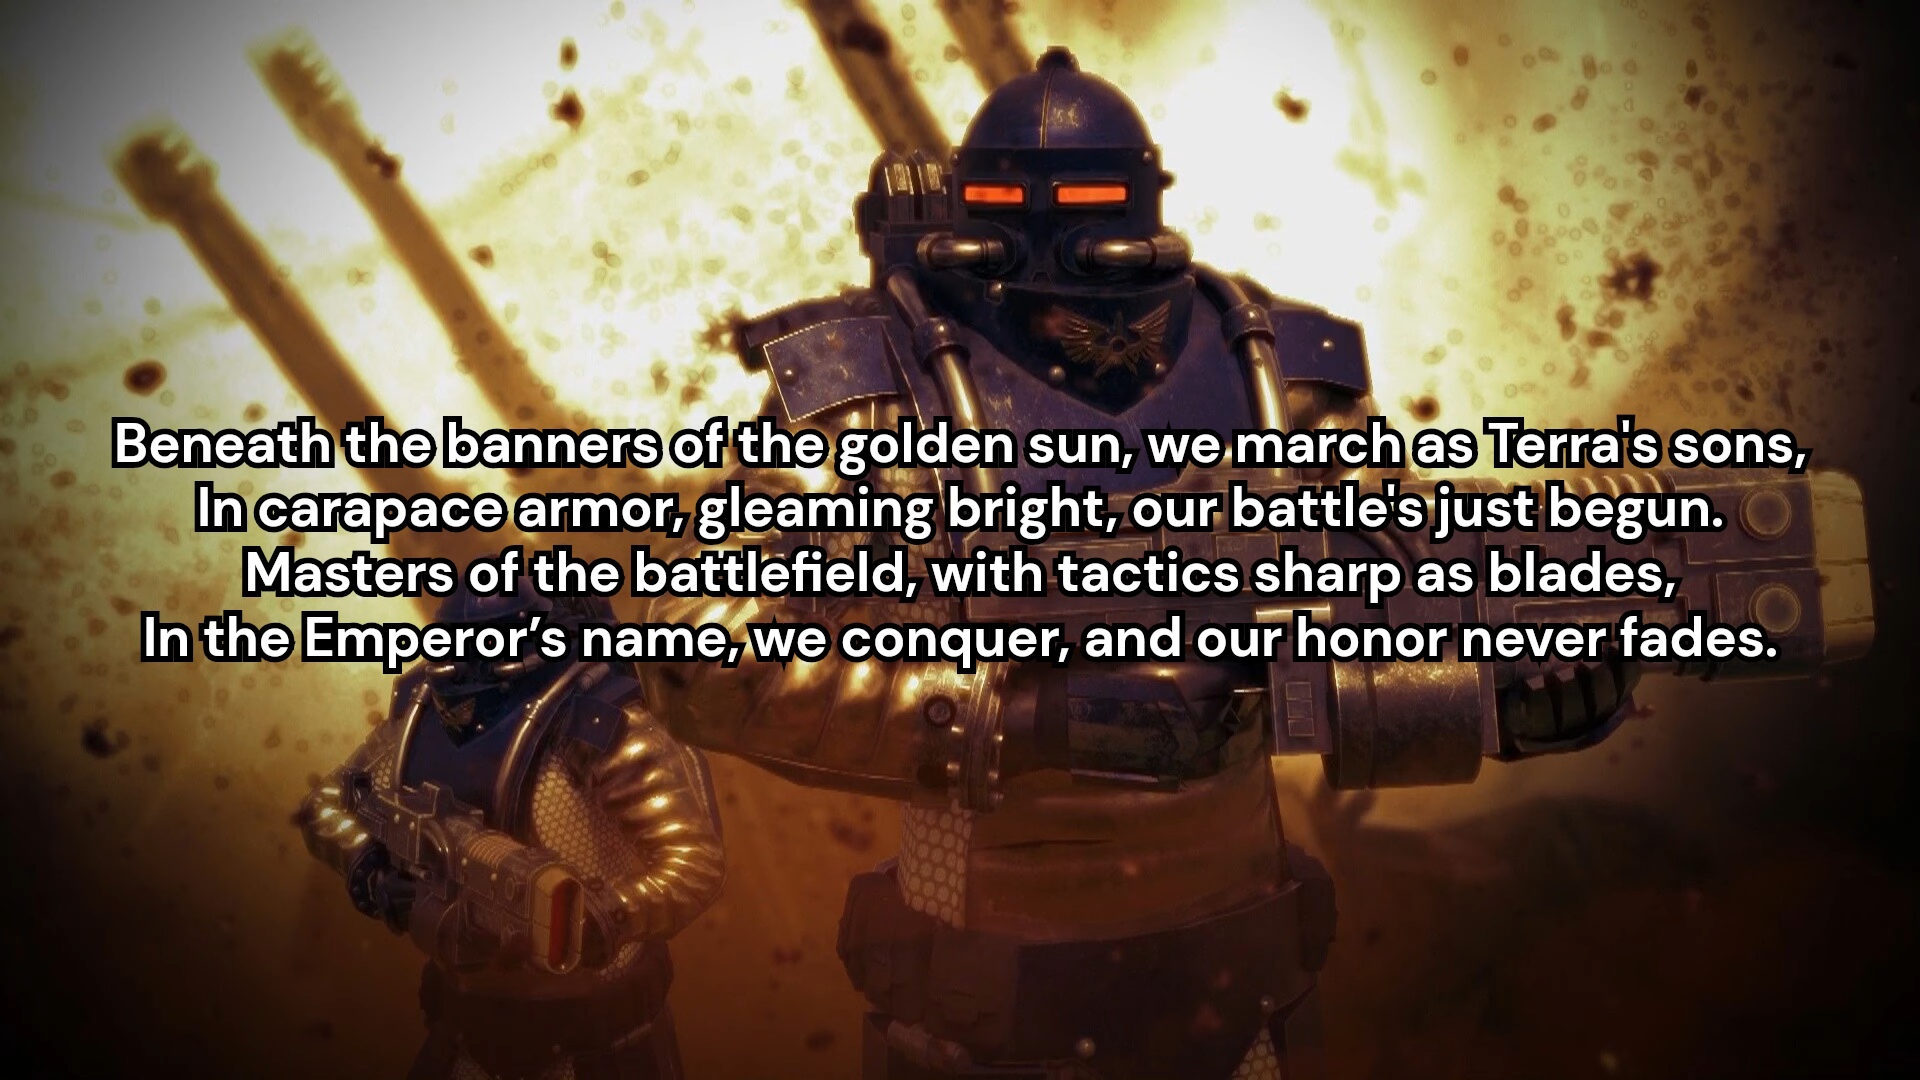 Beneath the banners of the golden sun, we march as Terra's sons,
In carapace armor, gleaming bright, our battle's just begun.
Masters of the battlefield, with tactics sharp as blades,
In the Emperor’s name, we conquer, and our honor never fades.